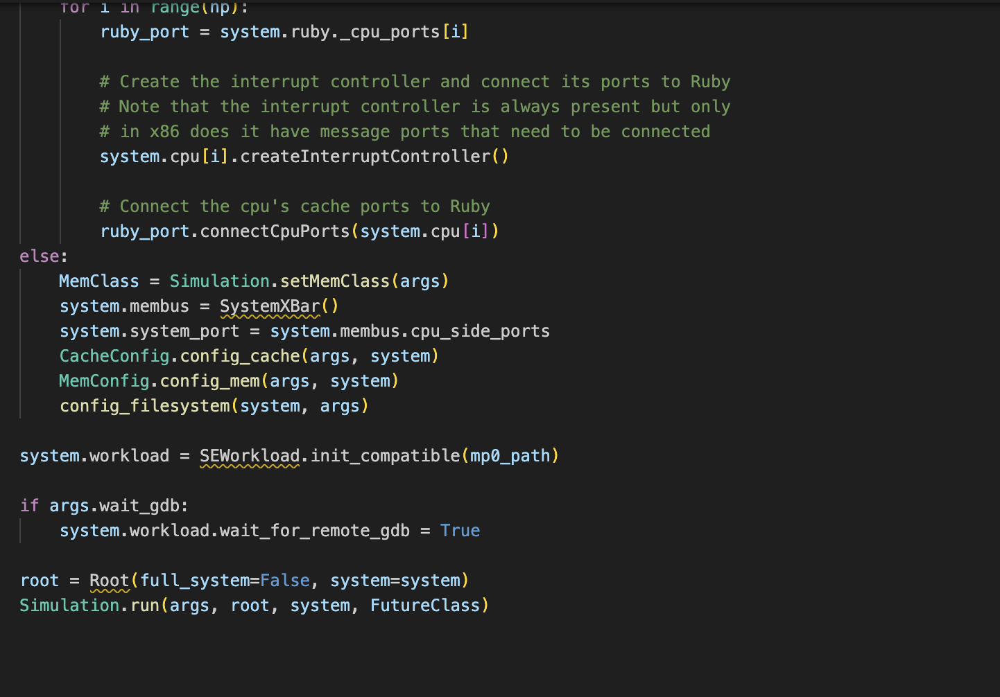 for i in range(np):
ruby_port = system.ruby._cpu_ports[i]
# Create the interrupt controller and connect its ports to Ruby
# Note that the interrupt controller is always present but only
# in x86 does it have message ports that need to be connected
system.cpu[i].createInterruptController()
# Connect the cpu's cache ports to Ruby
ruby_port.connectCpuPorts(system.cpu[i])
else:
MemClass = Simulation.setMemClass(args)
system.membus = SystemXBar()
system.system_port = system.membus.cpu_side_ports
CacheConfig.config_cache(args, system)
MemConfig.config_mem(args, system)
config_filesystem(system, args)
system.workload = SEWorkload.init_compatible(mp0_path)
if args.wait_gdb:
system.workload.wait_for_remote_gdb = True
root = Root(full_system=False, system=system)
Simulation.run(args, root, system, FutureClass)